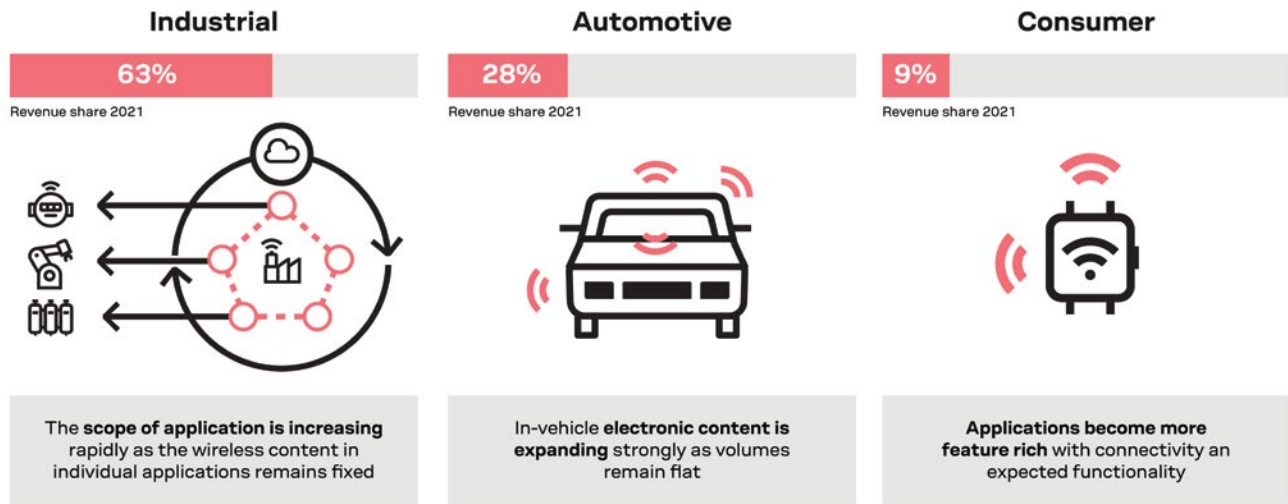 Industrial
63%
Revenue share 2021
The scope of application is increasing
rapidly as the wireless content in
individual applications remains fixed
Automotive
28%
Revenue share 2021
In-vehicle electronic content is
expanding strongly as volumes
remain flat
Consumer
9%
Revenue share 2021
Applications become more
feature rich with connectivity an
expected functionality